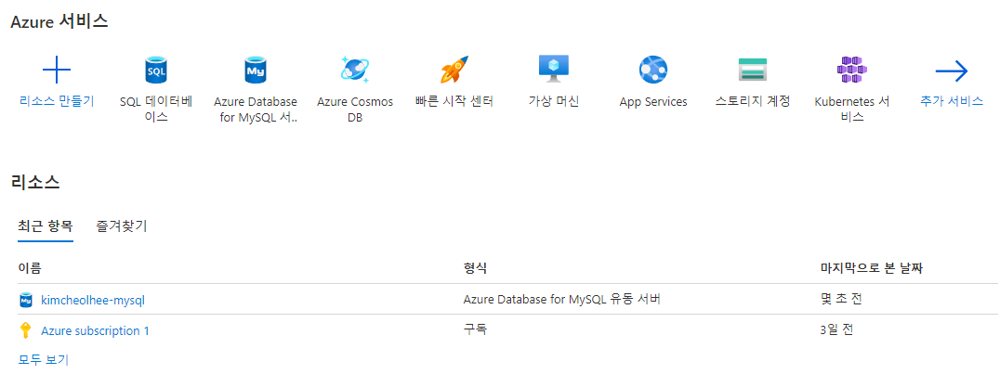 Azure 서비스
리소스 만들기
SQL 데이터베
이스
Azure Database
for MySQL 서..
Azure Cosmos
DB
빠른 시작 센터
가상 머신
App Services
스토리지 계정
Kubernetes 서
비스
추가 서비스
리소스
최근 항목 즐겨찾기
이름 형식 마지막으로 본 날짜
kimcheolhee-mysql Azure Database for MySQL 유동 서버 몇 초 전
Azure subscription 1 구독 3일 전
모두 보기